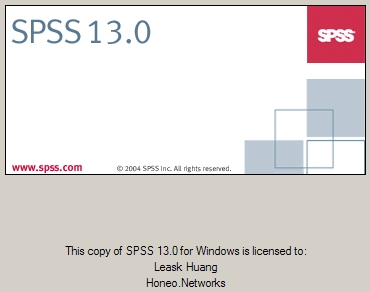 SPSS 13.0
SPSS
www.spss.com
© 2004 SPSS Inc. All rights reserved.
This copy of SPSS 13.0 for Windows is licensed to:
Leask Huang
Honeo.Networks